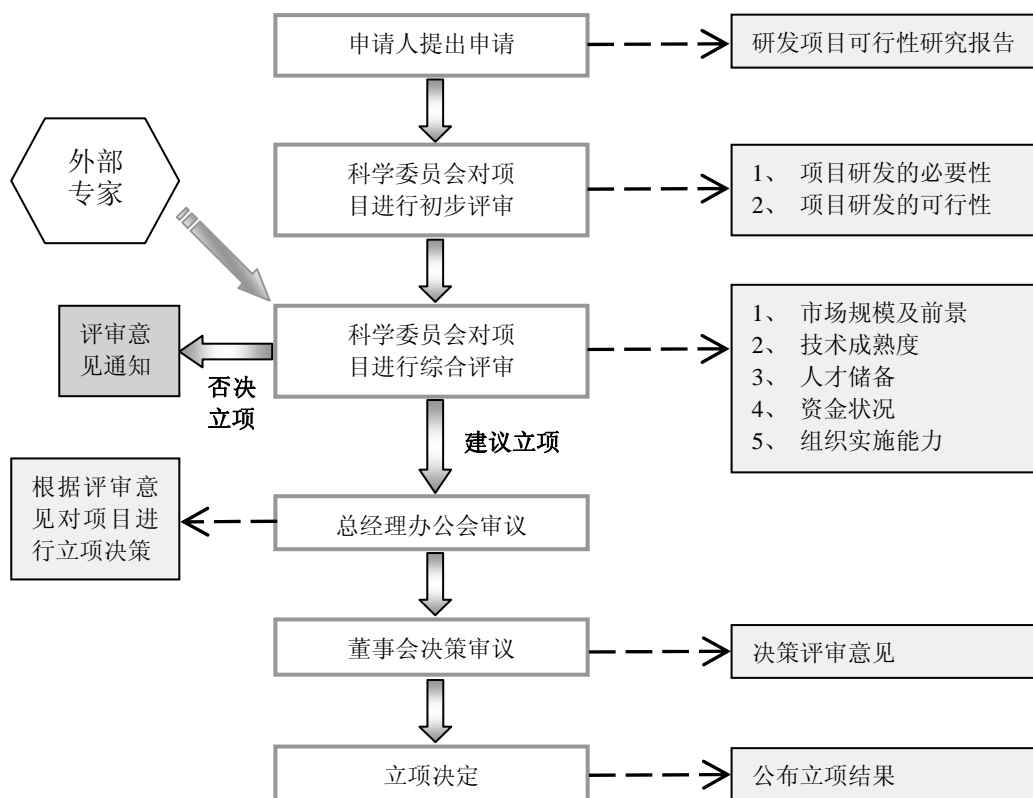 申请人提出申请
研发项目可行性研究报告
外部
专家
科学委员会对项
目进行初步评审
1、 项目研发的必要性
2、 项目研发的可行性
评审意
见通知
否决
立项
科学委员会对项
目进行综合评审
1、 市场规模及前景
2、 技术成熟度
3、 人才储备
4、 资金状况
5、 组织实施能力
建议立项
根据评审意
见对项目进
行立项决策
总经理办公会审议
董事会决策审议
决策评审意见
立项决定
公布立项结果